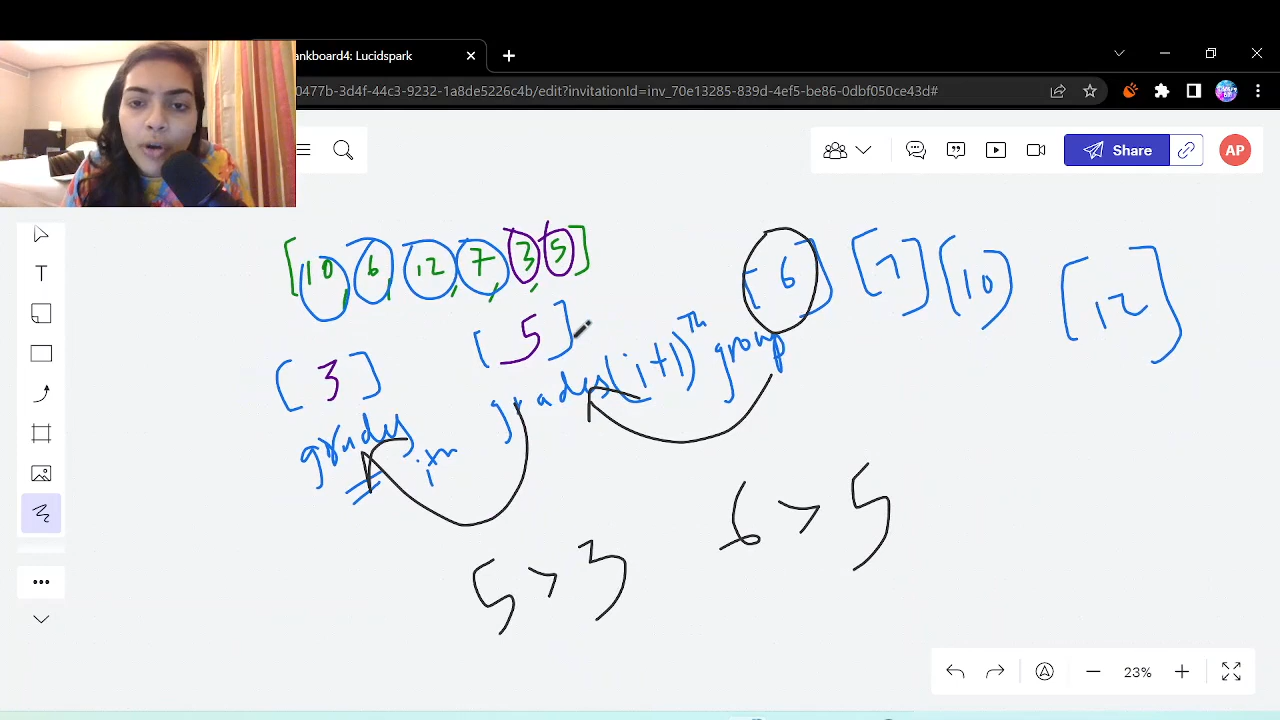 ankboard4: Lucidspark
0477b-3d4f-44c3-9232-1a8de5226c4b/edit?invitationId=inv_70e13285-839d-4ef5-be86-0dbf050ce43d#
Share
AP
T
[10, 6, 12, 7, 3, 5]
[6] [7] [10] [12]
[3] [5]
grades ith
grades (i+1)th group
5 > 3
6 > 5
23%